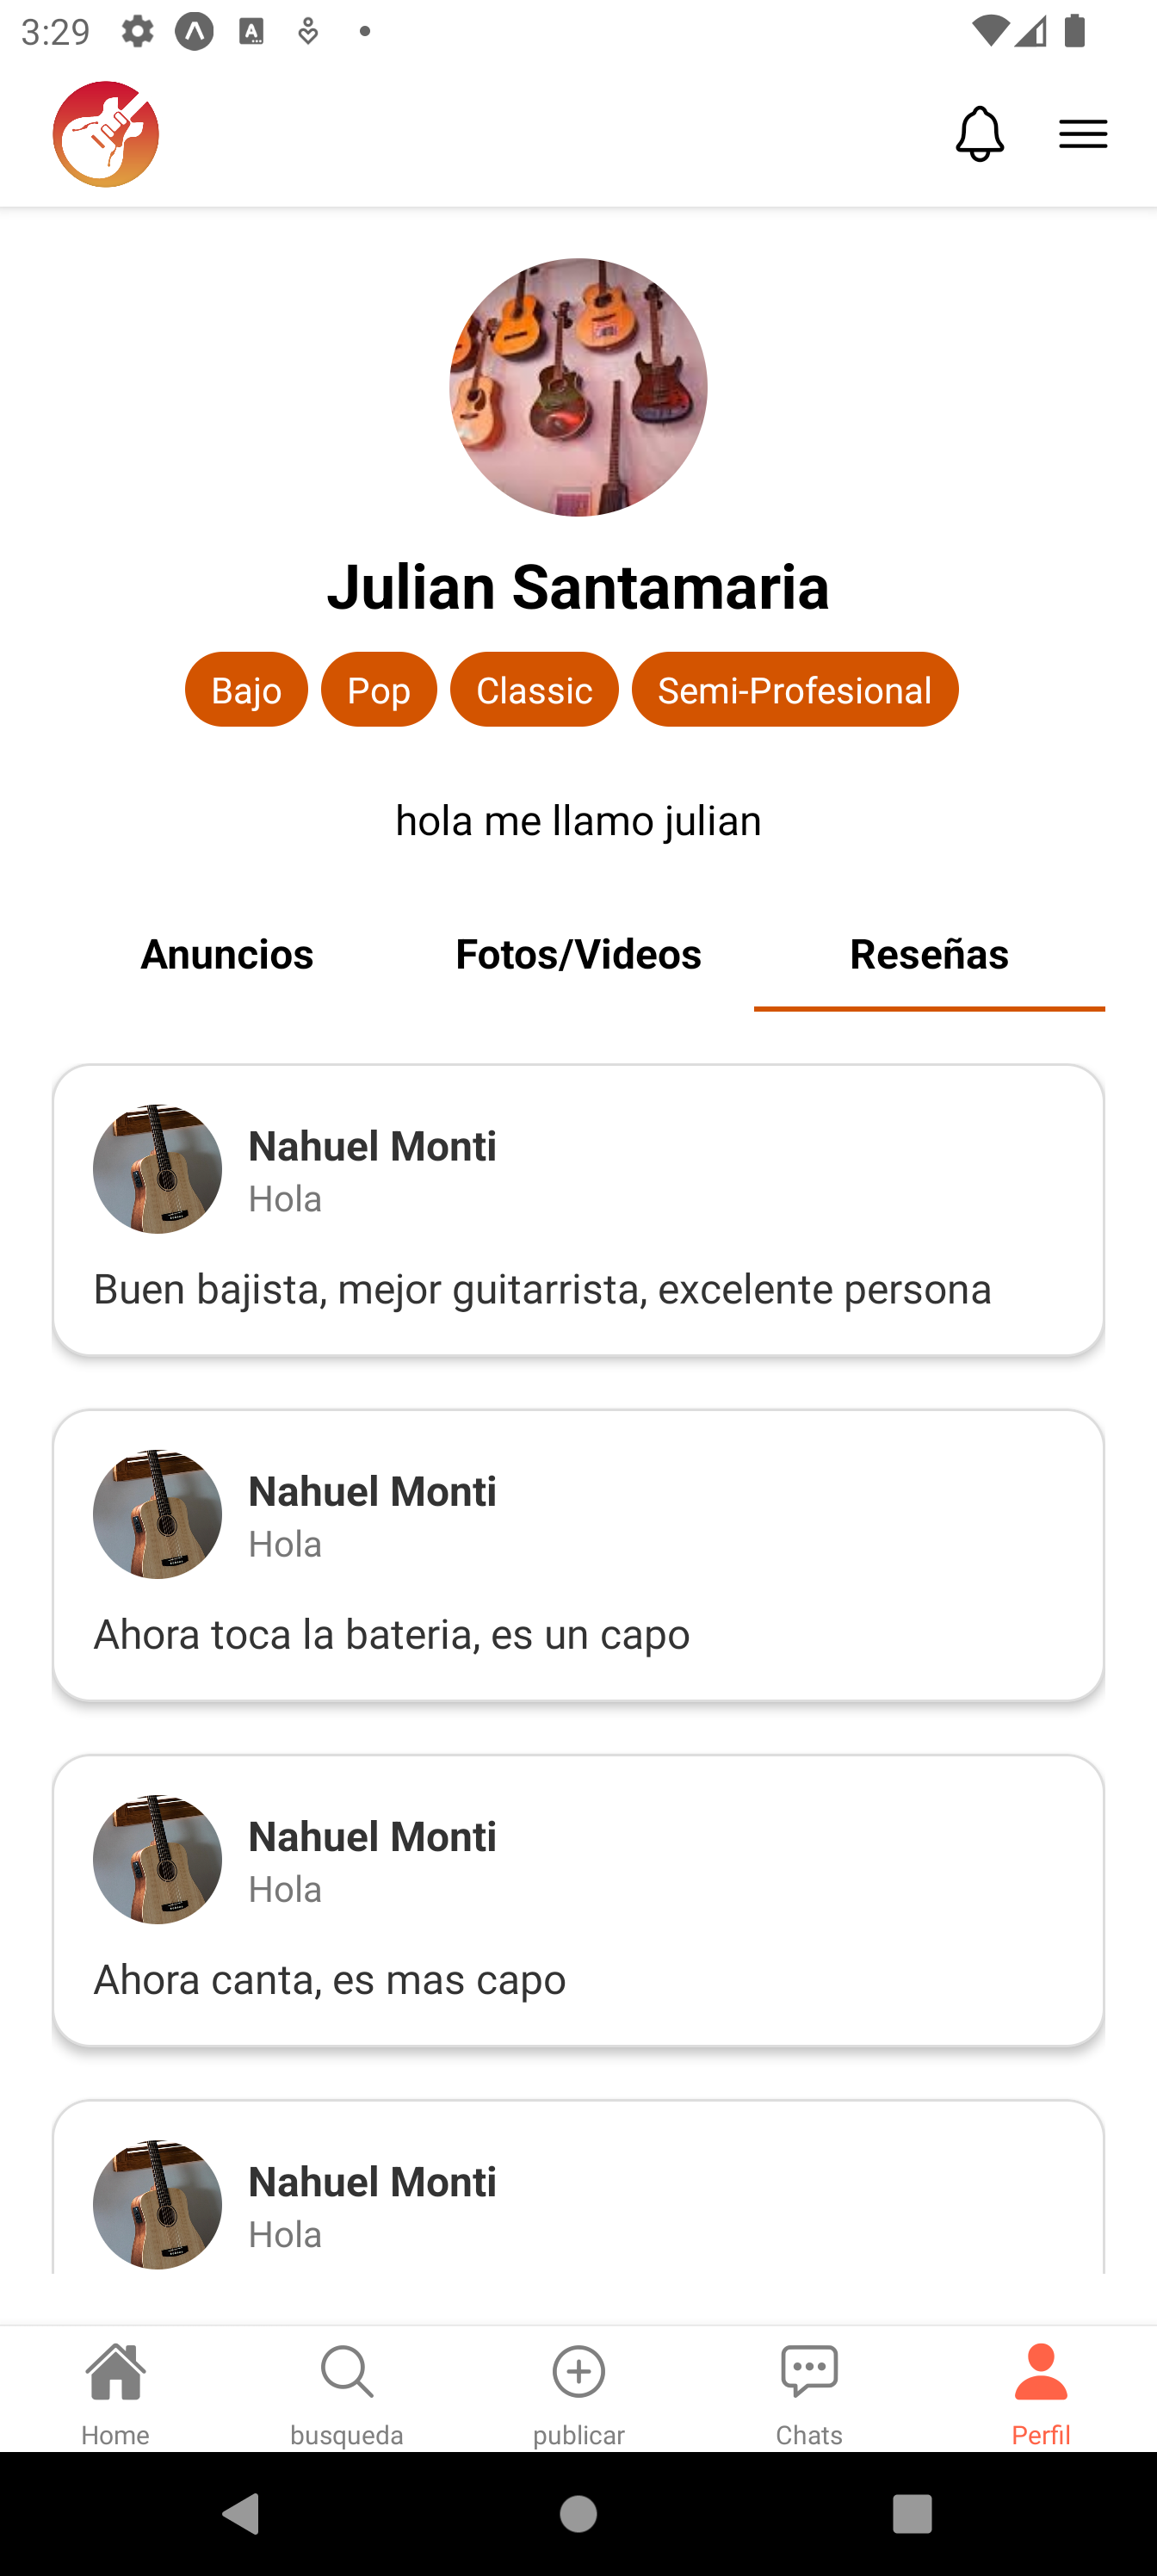 3:29
Julian Santamaria
Bajo Pop Classic Semi-Profesional
hola me llamo julian
Anuncios Fotos/Videos Reseñas
Nahuel Monti
Hola
Buen bajista, mejor guitarrista, excelente persona
Nahuel Monti
Hola
Ahora toca la bateria, es un capo
Nahuel Monti
Hola
Ahora canta, es mas capo
Nahuel Monti
Hola
Home busqueda publicar Chats Perfil